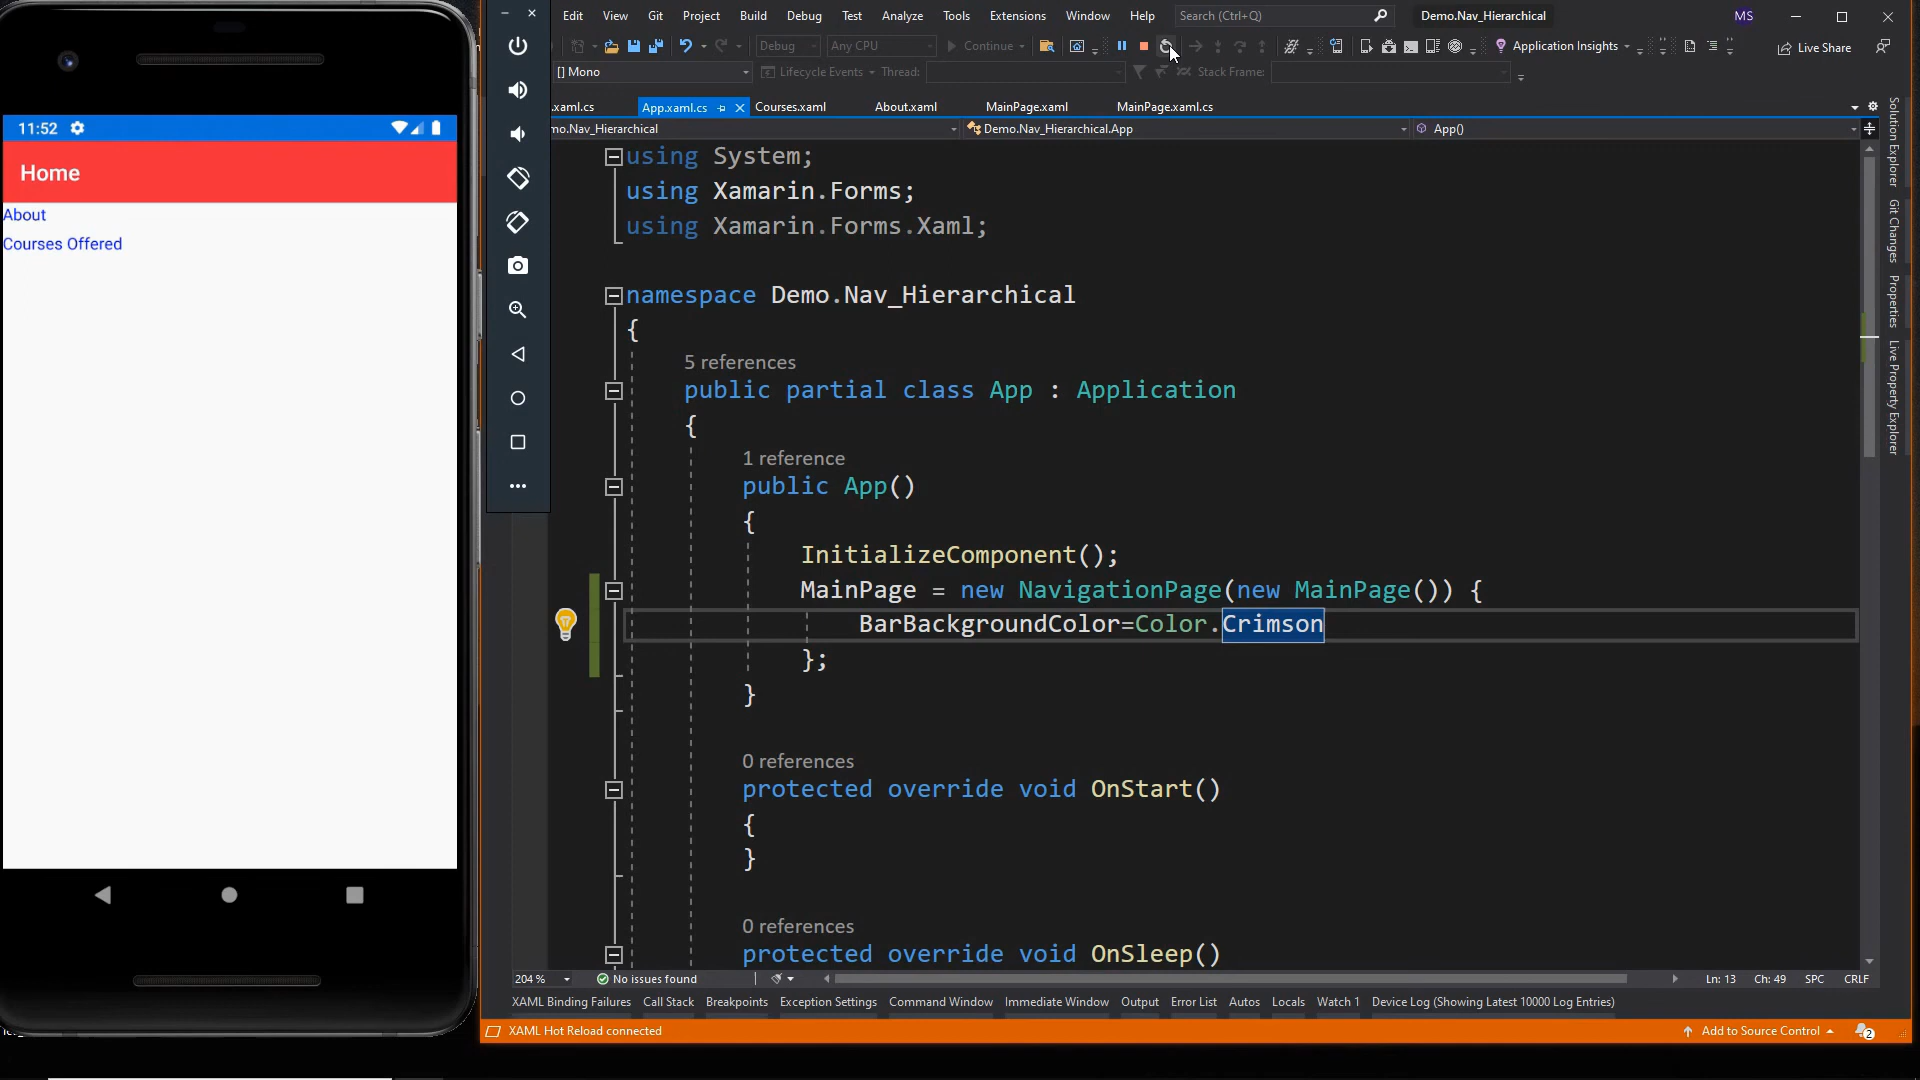 11:52
Home
About
Courses Offered
Edit View Git Project Build Debug Test Analyze Tools Extensions Window Help Search (Ctrl+Q) Demo.Nav_Hierarchical MS
Debug Any CPU Continue Application Insights Live Share
[] Mono Lifecycle Events Thread: Stack Frame:
.xaml.cs App.xaml.cs Courses.xaml About.xaml MainPage.xaml MainPage.xaml.cs
mo.Nav_Hierarchical Demo.Nav_Hierarchical.App App()
using System;
using Xamarin.Forms;
using Xamarin.Forms.Xaml;
namespace Demo.Nav_Hierarchical
{
5 references
public partial class App : Application
{
1 reference
public App()
{
InitializeComponent();
MainPage = new NavigationPage(new MainPage()) {
BarBackgroundColor=Color.Crimson
};
}
0 references
protected override void OnStart()
{
}
0 references
protected override void OnSleep()
204 % No issues found Ln: 13 Ch: 49 SPC CRLF
XAML Binding Failures Call Stack Breakpoints Exception Settings Command Window Immediate Window Output Error List Autos Locals Watch 1 Device Log (Showing Latest 10000 Log Entries)
XAML Hot Reload connected Add to Source Control 2
Solution Explorer
Git Changes
Properties
Live Property Explorer